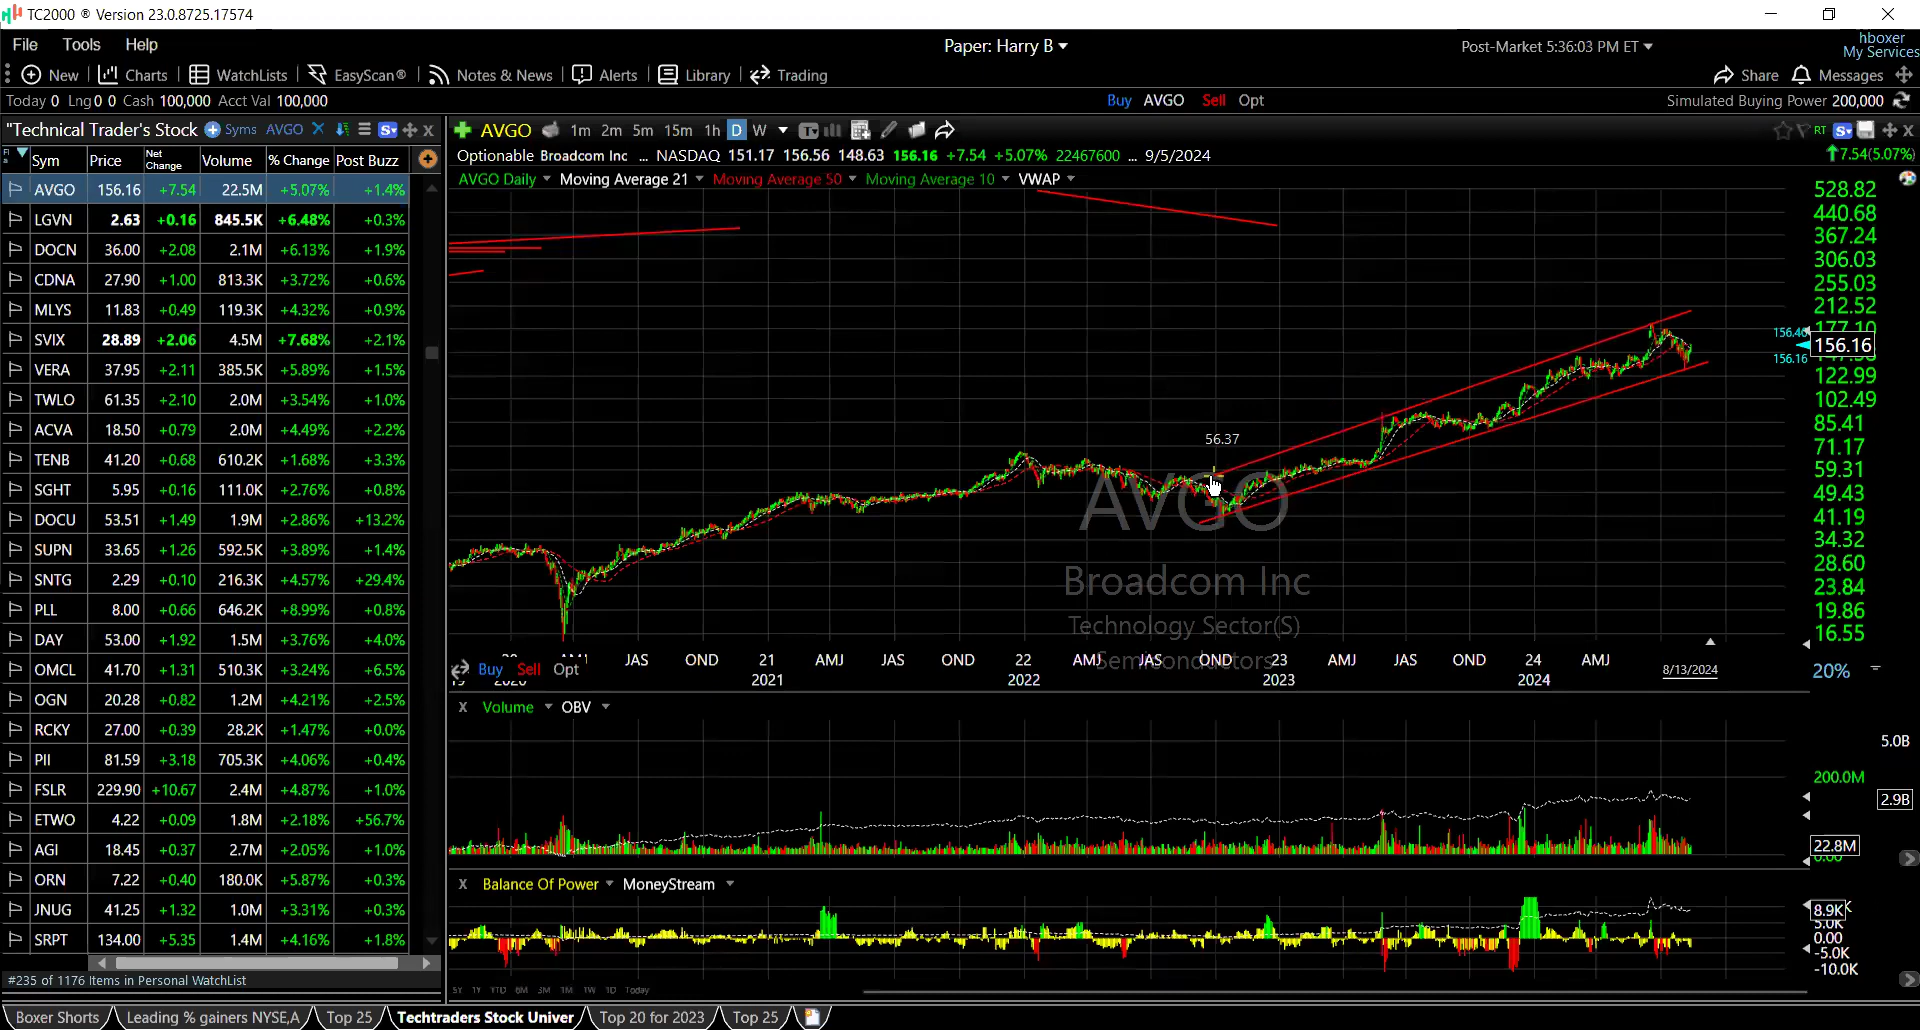 TC2000 ® Version 23.0.8725.17574
File Tools Help Paper: Harry B Post-Market 5:36:03 PM ET hboxer
My Services
New Charts WatchLists EasyScan® Notes & News Alerts Library Trading Share Messages
Today 0 Lng 0 0 Cash 100,000 Acct Val 100,000 Buy AVGO Sell Opt Simulated Buying Power 200,000
"Technical Trader's Stock Syms AVGO X S
AVGO 1m 2m 5m 15m 1h D W RT S
Sym Price Net Change Volume % Change Post Buzz
Optionable Broadcom Inc ... NASDAQ 151.17 156.56 148.63 156.16 +7.54 +5.07% 22467600 ... 9/5/2024 7.54(5.07%)
AVGO Daily Moving Average 21 Moving Average 50 Moving Average 10 VWAP
AVGO 156.16 +7.54 22.5M +5.07% +1.4%
LGVN 2.63 +0.16 845.5K +6.48% +0.3%
DOCN 36.00 +2.08 2.1M +6.13% +1.9%
CDNA 27.90 +1.00 813.3K +3.72% +0.6%
MLYS 11.83 +0.49 119.3K +4.32% +0.9%
SVIX 28.89 +2.06 4.5M +7.68% +2.1%
VERA 37.95 +2.11 385.5K +5.89% +1.5%
TWLO 61.35 +2.10 2.0M +3.54% +1.0%
ACVA 18.50 +0.79 2.0M +4.49% +2.2%
TENB 41.20 +0.68 610.2K +1.68% +3.3%
SGHT 5.95 +0.16 111.0K +2.76% +0.8%
DOCU 53.51 +1.49 1.9M +2.86% +13.2%
SUPN 33.65 +1.26 592.5K +3.89% +1.4%
SNTG 2.29 +0.10 216.3K +4.57% +29.4%
PLL 8.00 +0.66 646.2K +8.99% +0.8%
DAY 53.00 +1.92 1.5M +3.76% +4.0%
OMCL 41.70 +1.31 510.3K +3.24% +6.5%
OGN 20.28 +0.82 1.2M +4.21% +2.5%
RCKY 27.00 +0.39 28.2K +1.47% +0.0%
PII 81.59 +3.18 705.3K +4.06% +0.4%
FSLR 229.90 +10.67 2.4M +4.87% +1.0%
ETWO 4.22 +0.09 1.8M +2.18% +56.7%
AGI 18.45 +0.37 2.7M +2.05% +1.0%
ORN 7.22 +0.40 180.0K +5.87% +0.3%
JNUG 41.25 +1.32 1.0M +3.31% +0.3%
SRPT 134.00 +5.35 1.4M +4.16% +1.8%
#235 of 1176 Items in Personal WatchList
528.82
440.68
367.24
306.03
255.03
212.52
177.10
156.40
156.16
156.16
122.99
102.49
85.41
71.17
59.31
49.43
41.19
34.32
28.60
23.84
19.86
16.55
56.37
AVGO
Broadcom Inc
Technology Sector(S)
Semiconductors
JAS OND 21 AMJ JAS OND 22 AMJ JAS OND 23 AMJ JAS OND 24 AMJ
2021 2022 2023 2024 8/13/2024
Buy Sell Opt 20%
X Volume OBV
5.0B
200.0M
2.9B
22.8M
0.00
X Balance Of Power MoneyStream
8.9K
5.0K
0.00
-5.0K
-10.0K
5Y 1Y YTD 6M 3M 1M 1W 1D Today
Boxer Shorts Leading % gainers NYSE,A Top 25 Techtraders Stock Univer Top 20 for 2023 Top 25